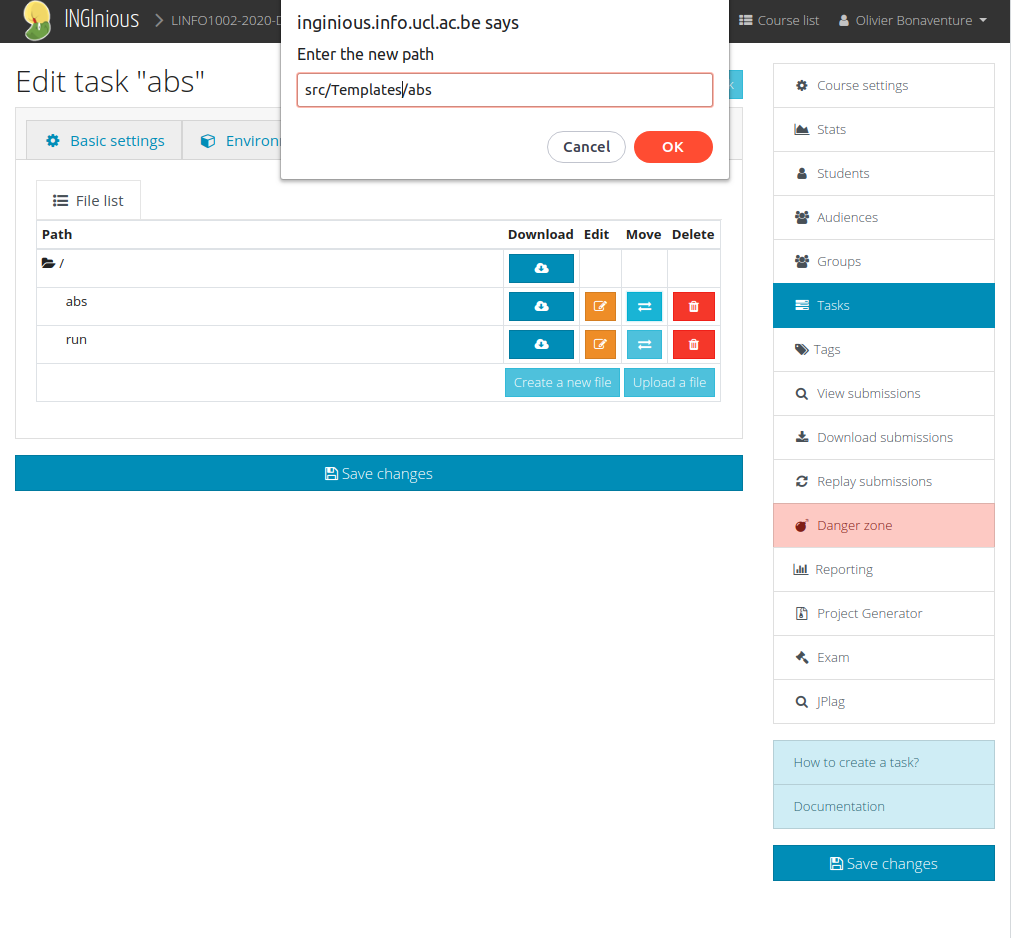 INGInious
LINFO1002-2020-
Course list
Olivier Bonaventure
inginious.info.ucl.ac.be says
Enter the new path
src/Templates/abs
Cancel
OK
Edit task "abs"
Basic settings
Environ
File list
Path Download Edit Move Delete
/
abs
run
Create a new file
Upload a file
Save changes
Course settings
Stats
Students
Audiences
Groups
Tasks
Tags
View submissions
Download submissions
Replay submissions
Danger zone
Reporting
Project Generator
Exam
JPlag
How to create a task?
Documentation
Save changes